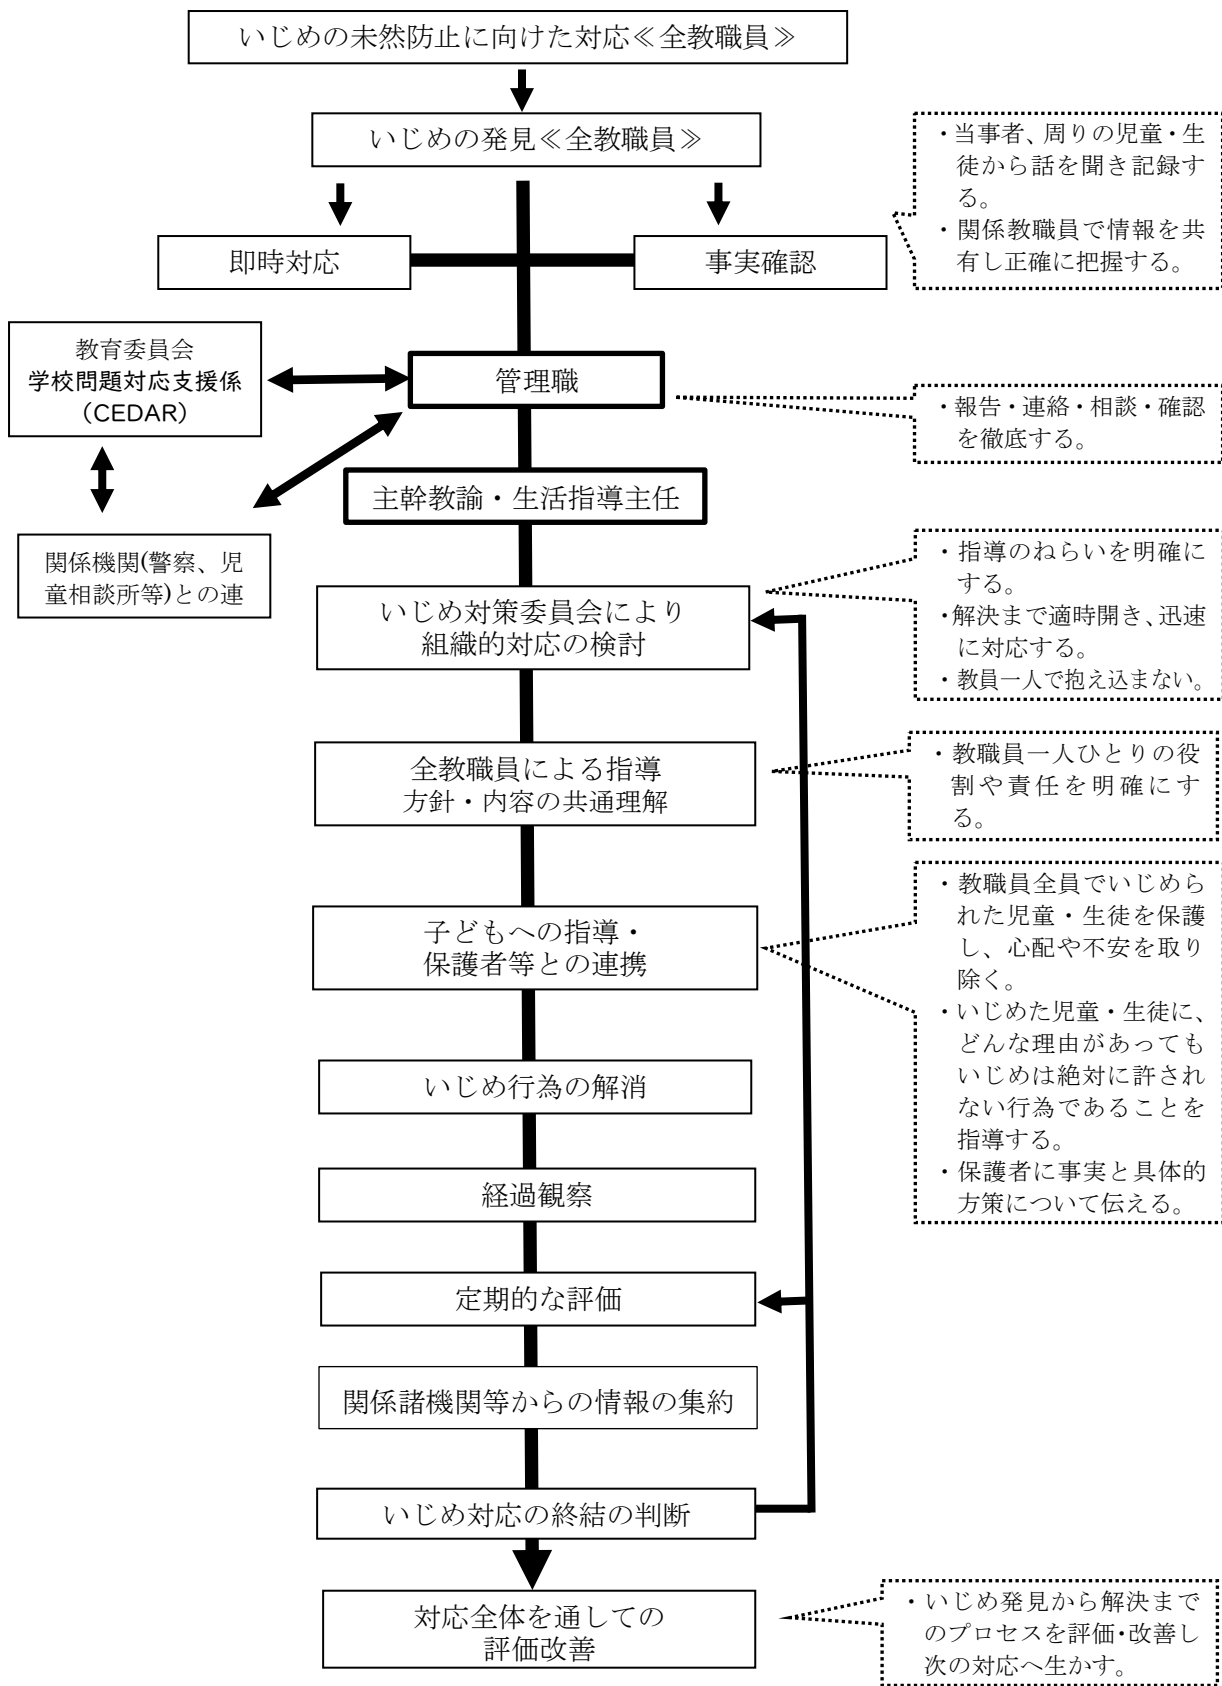 いじめの未然防止に向けた対応≪全教職員≫
いじめの発見≪全教職員≫
・当事者、周りの児童・生
徒から話を聞き記録す
る。
・関係教職員で情報を共
有し正確に把握する。
即時対応
事実確認
教育委員会
学校問題対応支援係
(CEDAR)
管理職
・報告・連絡・相談・確認
を徹底する。
主幹教諭・生活指導主任
関係機関(警察、児
童相談所等)との連
いじめ対策委員会により
組織的対応の検討
・指導のねらいを明確に
する。
・解決まで適時開き、迅速
に対応する。
・教員一人で抱え込まない。
全教職員による指導
方針・内容の共通理解
・教職員一人ひとりの役
割や責任を明確にす
る。
子どもへの指導・
保護者等との連携
・教職員全員でいじめら
れた児童・生徒を保護
し、心配や不安を取り
除く。
・いじめた児童・生徒に、
どんな理由があっても
いじめは絶対に許され
ない行為であることを
指導する。
・保護者に事実と具体的
方策について伝える。
いじめ行為の解消
経過観察
定期的な評価
関係諸機関等からの情報の集約
いじめ対応の終結の判断
対応全体を通しての
評価改善
・いじめ発見から解決まで
のプロセスを評価・改善し
次の対応へ生かす。